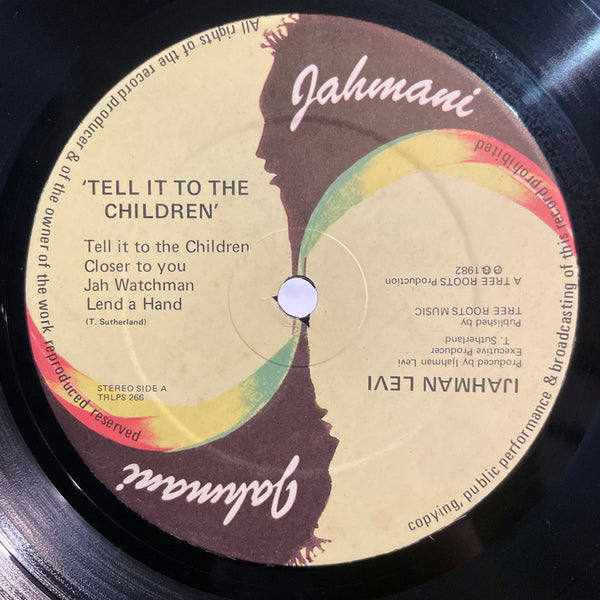 Jahmani
'TELL IT TO THE
CHILDREN'
Tell it to the Children
Closer to you
Jah Watchman
Lend a Hand
(T. Sutherland)
STEREO SIDE A
TRLPS 266
Jahmani
IJAHMAN LEVI
Produced by Ijahman Levi
Executive Producer
T. Sutherland
Published by
TREE ROOTS MUSIC
A TREE ROOTS Production
℗ © 1982
All rights of the record producer & of the owner of the work reproduced reserved
copying, public performance & broadcasting of this record prohibited